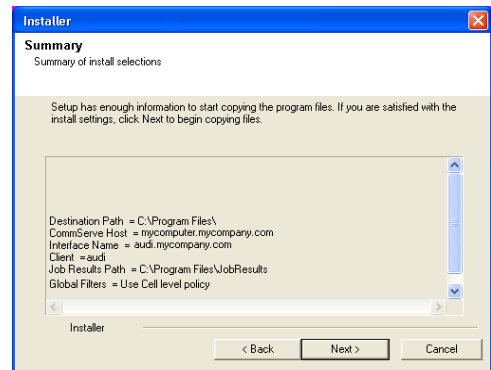 Installer
Summary
Summary of install selections
Setup has enough information to start copying the program files. If you are satisfied with the
install settings, click Next to begin copying files.
Destination Path = C:\Program Files\
CommServe Host = mycomputer.mycompany.com
Interface Name = audi.mycompany.com
Client =audi
Job Results Path = C:\Program Files\JobResults
Global Filters = Use Cell level policy
Installer
< Back Next > Cancel